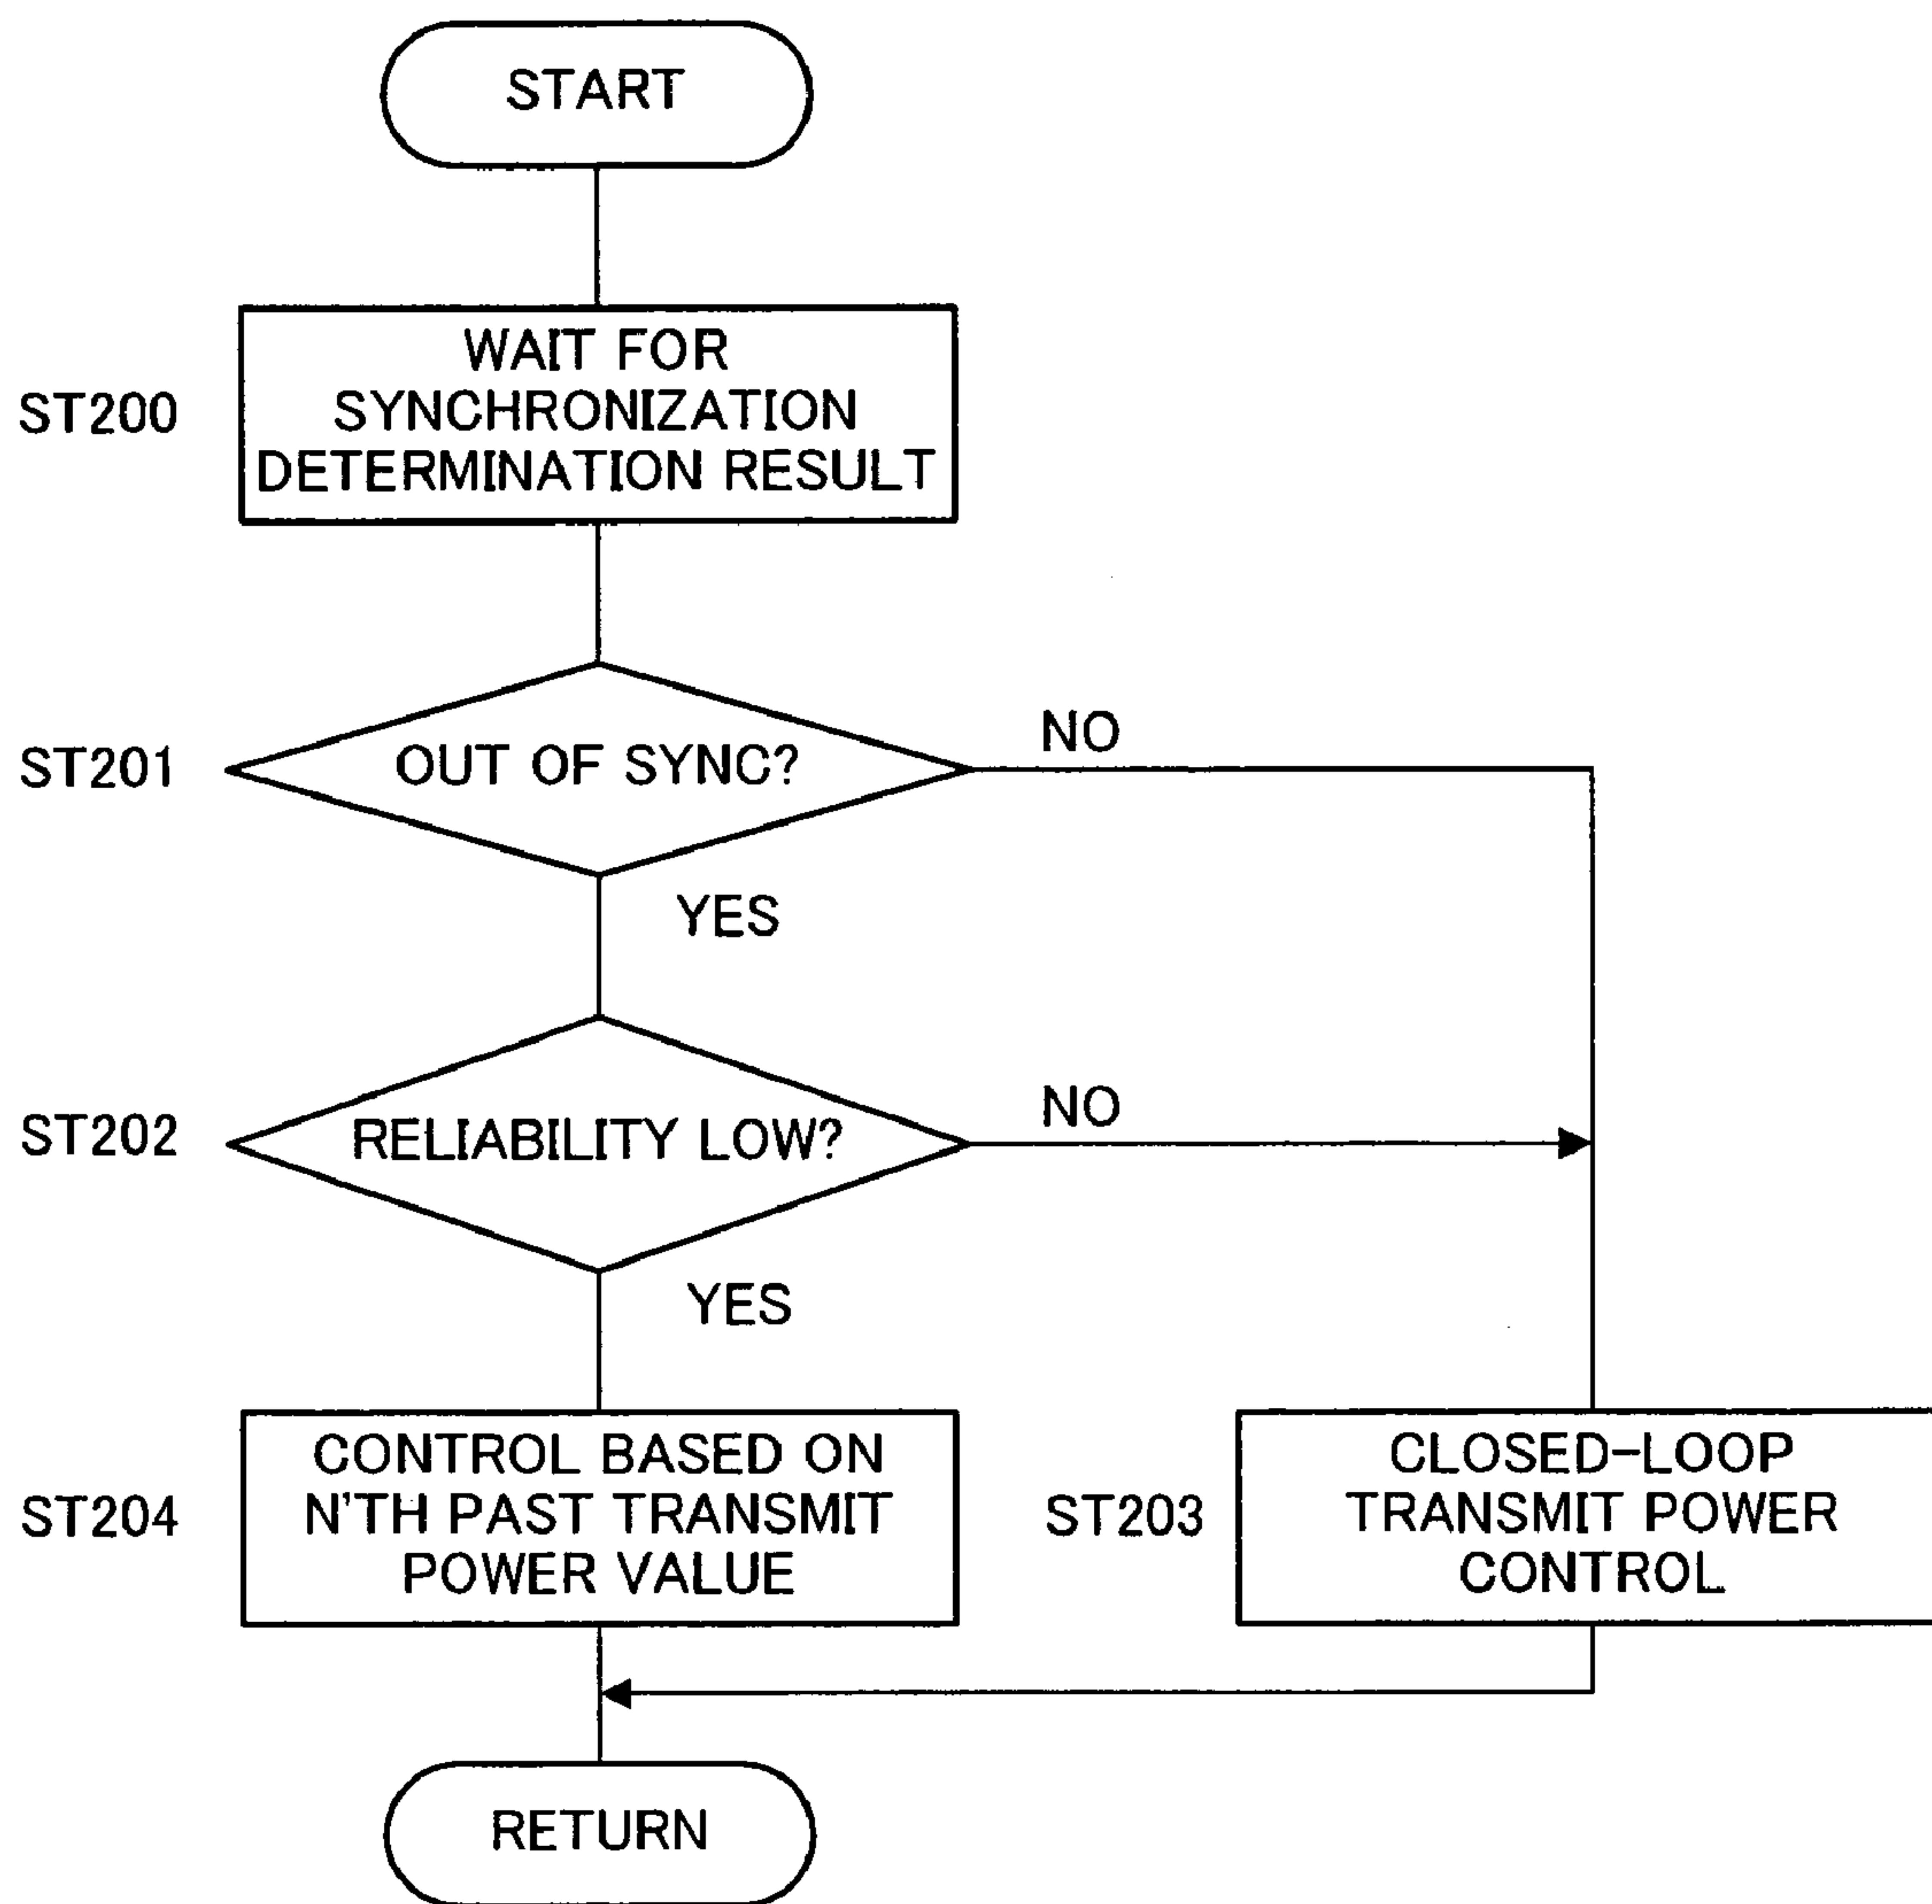 START
ST200
WAIT FOR
SYNCHRONIZATION
DETERMINATION RESULT
ST201
OUT OF SYNC?
NO
YES
ST202
RELIABILITY LOW?
NO
YES
ST204
CONTROL BASED ON
N'TH PAST TRANSMIT
POWER VALUE
ST203
CLOSED-LOOP
TRANSMIT POWER
CONTROL
RETURN